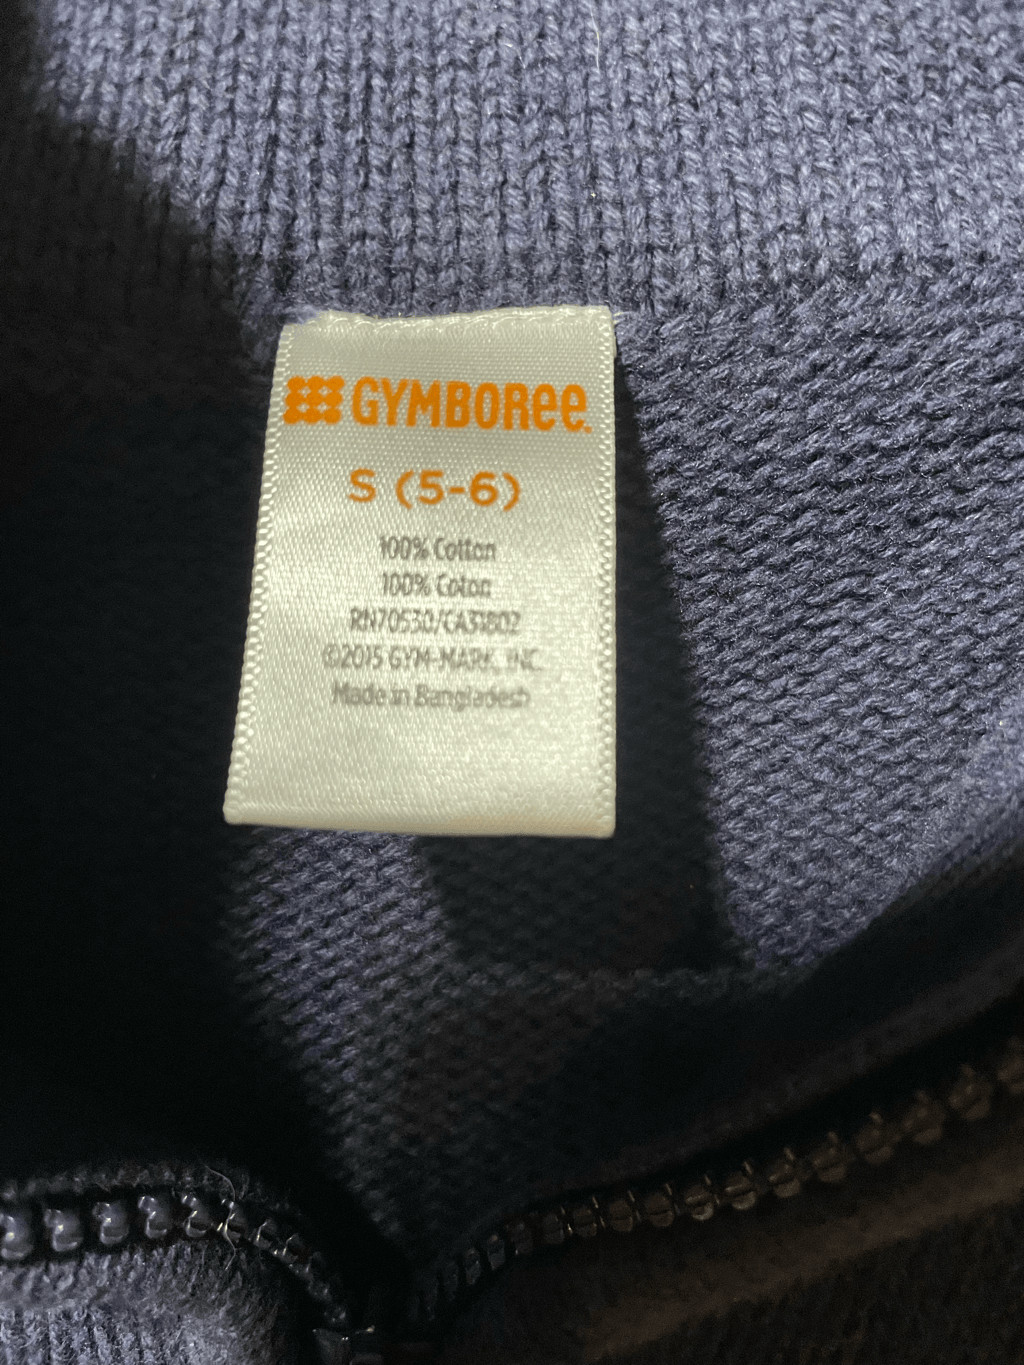 GYMBOREE.
S (5-6)
100% Cotton
100% Coton
RN70530/CA31802
©2015 GYM-MARK, INC.
Made in Bangladesh